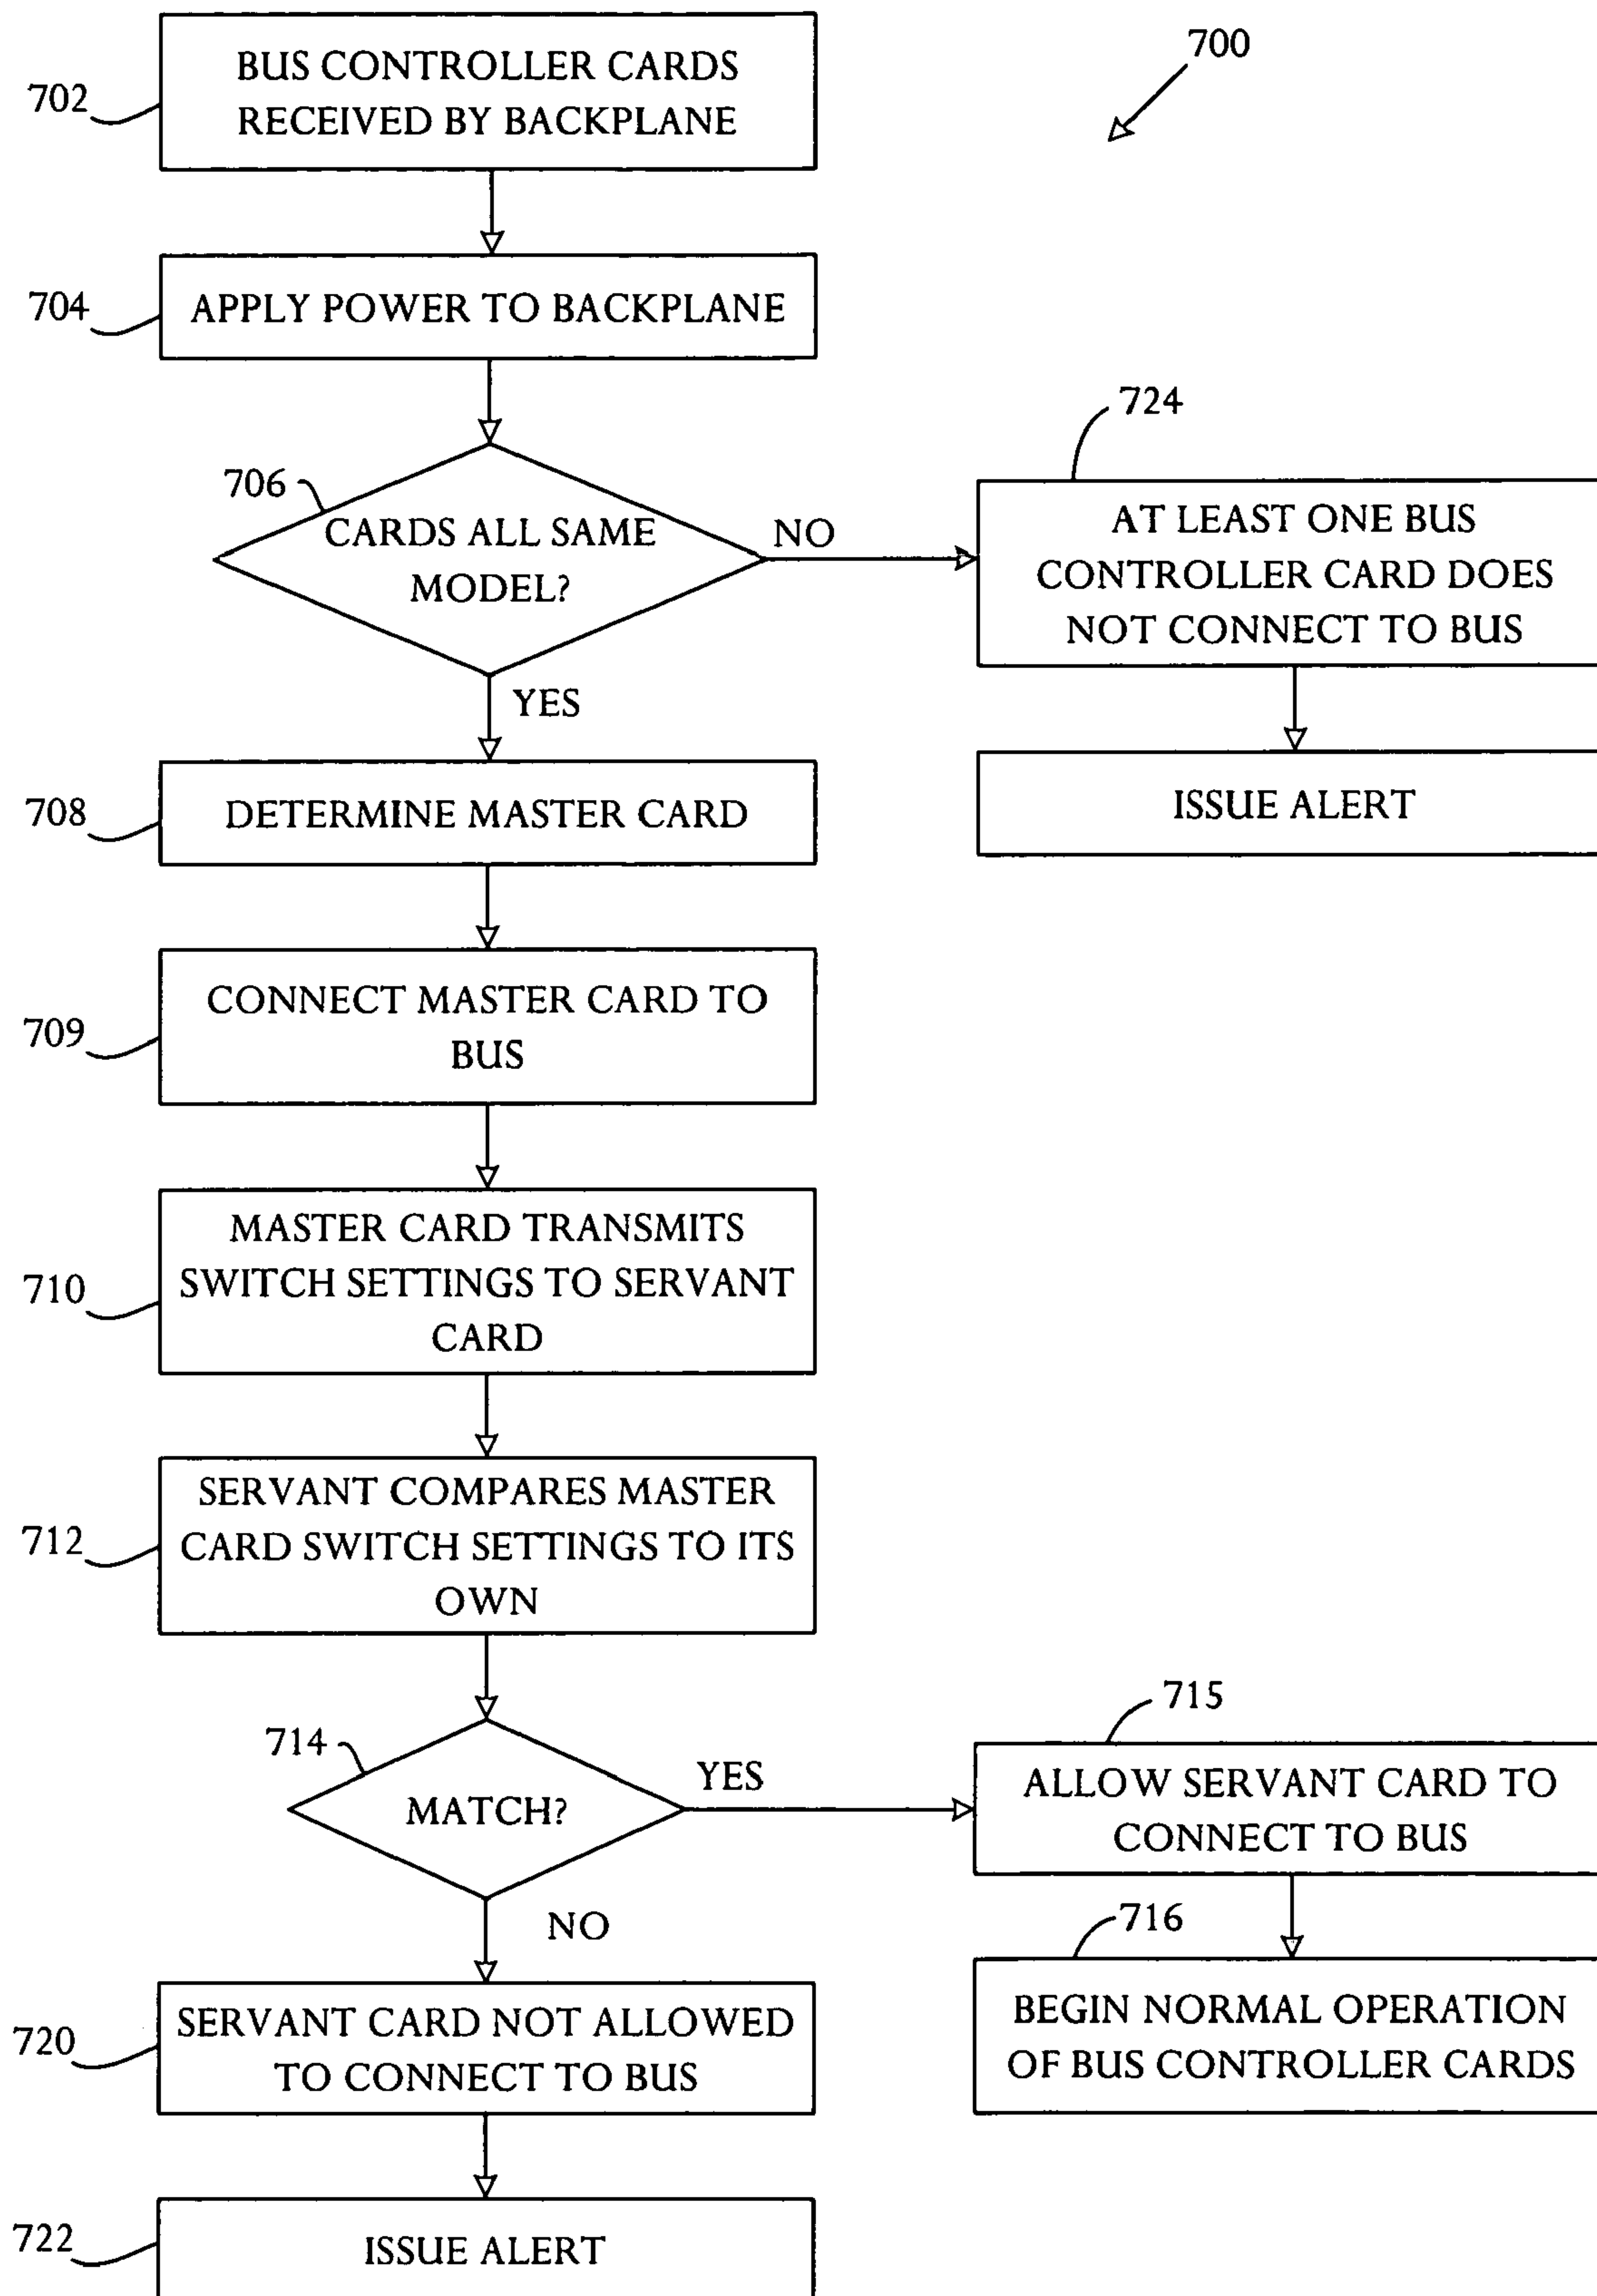 700
702
BUS CONTROLLER CARDS
RECEIVED BY BACKPLANE
704
APPLY POWER TO BACKPLANE
706
CARDS ALL SAME
MODEL?
NO
724
AT LEAST ONE BUS
CONTROLLER CARD DOES
NOT CONNECT TO BUS
ISSUE ALERT
YES
708
DETERMINE MASTER CARD
709
CONNECT MASTER CARD TO
BUS
710
MASTER CARD TRANSMITS
SWITCH SETTINGS TO SERVANT
CARD
712
SERVANT COMPARES MASTER
CARD SWITCH SETTINGS TO ITS
OWN
714
MATCH?
YES
715
ALLOW SERVANT CARD TO
CONNECT TO BUS
716
BEGIN NORMAL OPERATION
OF BUS CONTROLLER CARDS
NO
720
SERVANT CARD NOT ALLOWED
TO CONNECT TO BUS
722
ISSUE ALERT